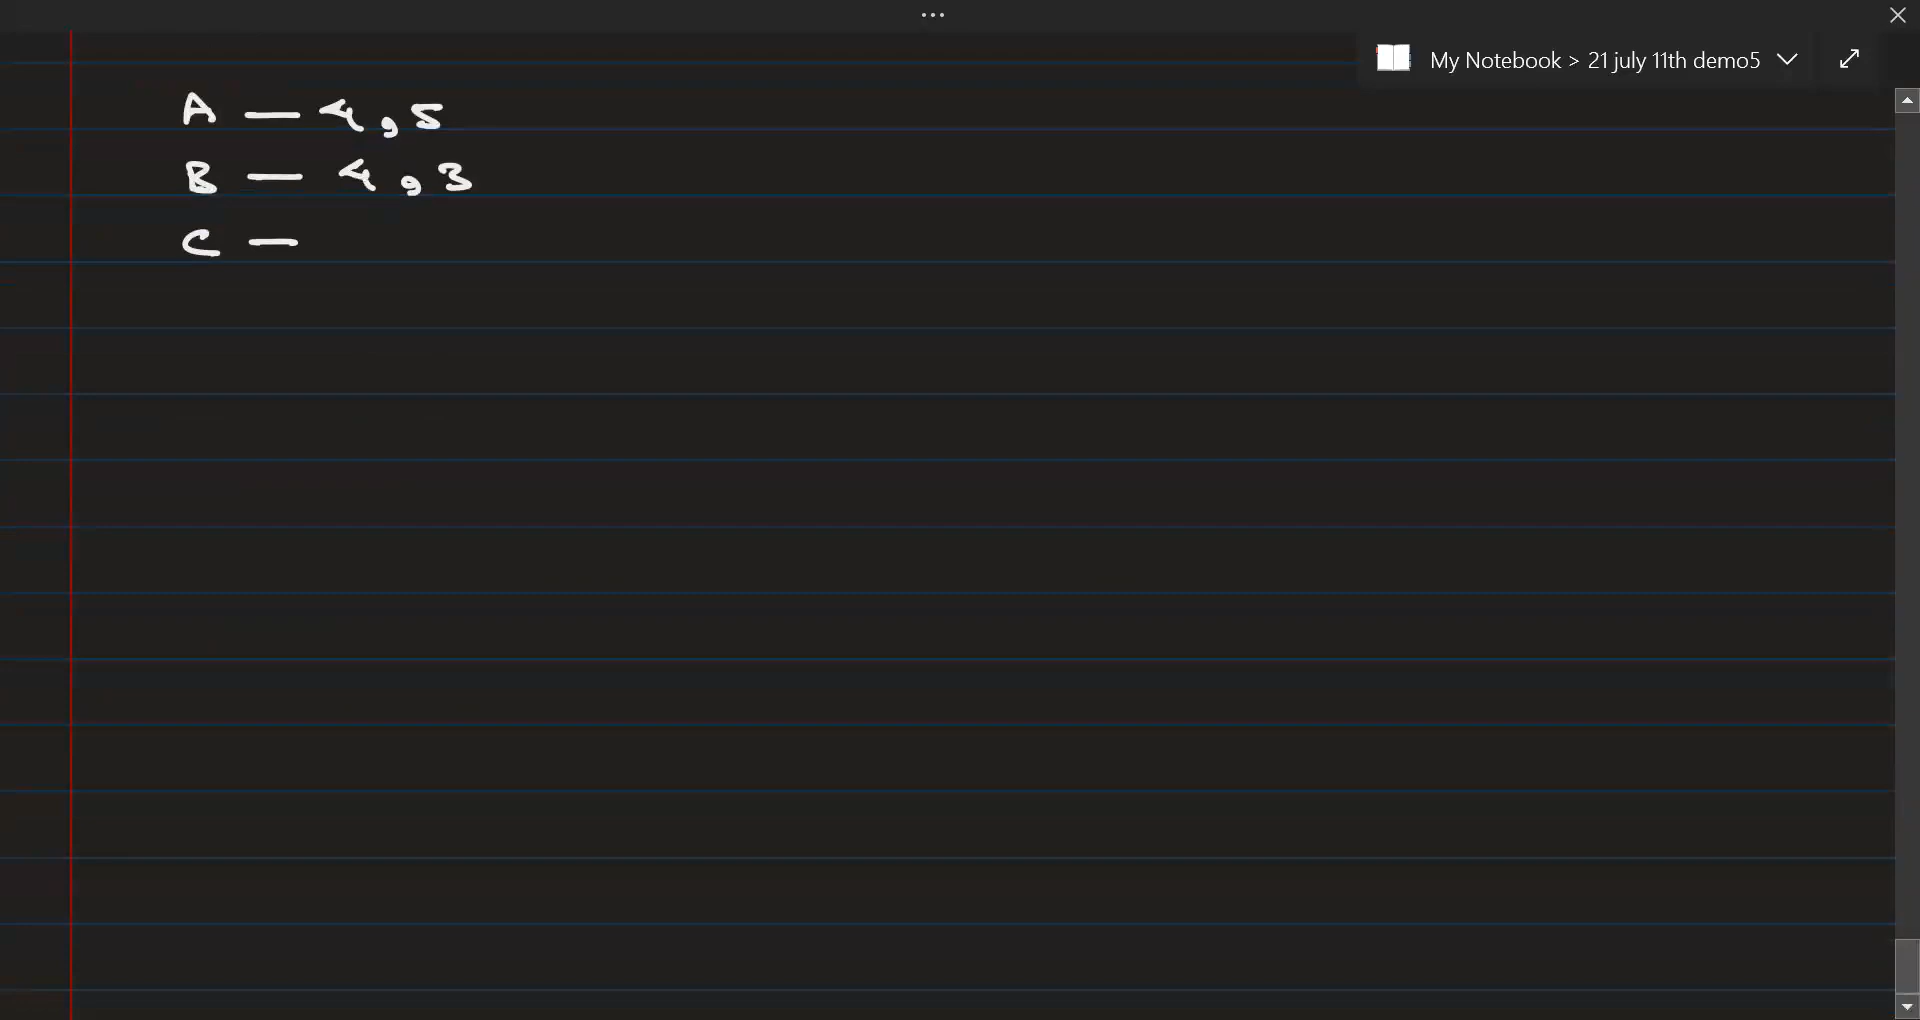 My Notebook > 21 july 11th demo5
A — 4,5
B — 4,3
C —